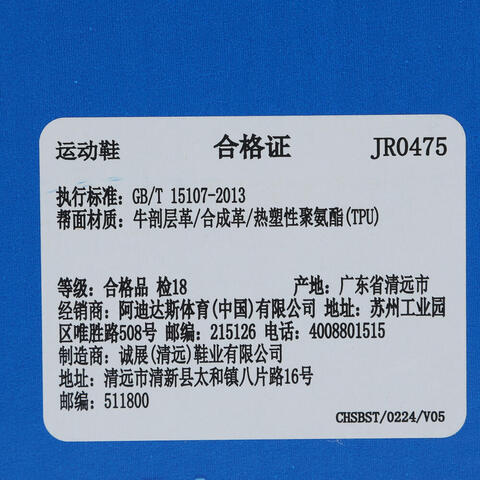 运动鞋 合格证 JR0475
执行标准: GB/T 15107-2013
帮面材质: 牛剖层革/合成革/热塑性聚氨酯(TPU)
等级: 合格品 检18 产地: 广东省清远市
经销商: 阿迪达斯体育(中国)有限公司 地址: 苏州工业园
区唯胜路508号 邮编: 215126 电话: 4008801515
制造商: 诚展(清远)鞋业有限公司
地址: 清远市清新县太和镇八片路16号
邮编: 511800
CHSBST/0224/V05